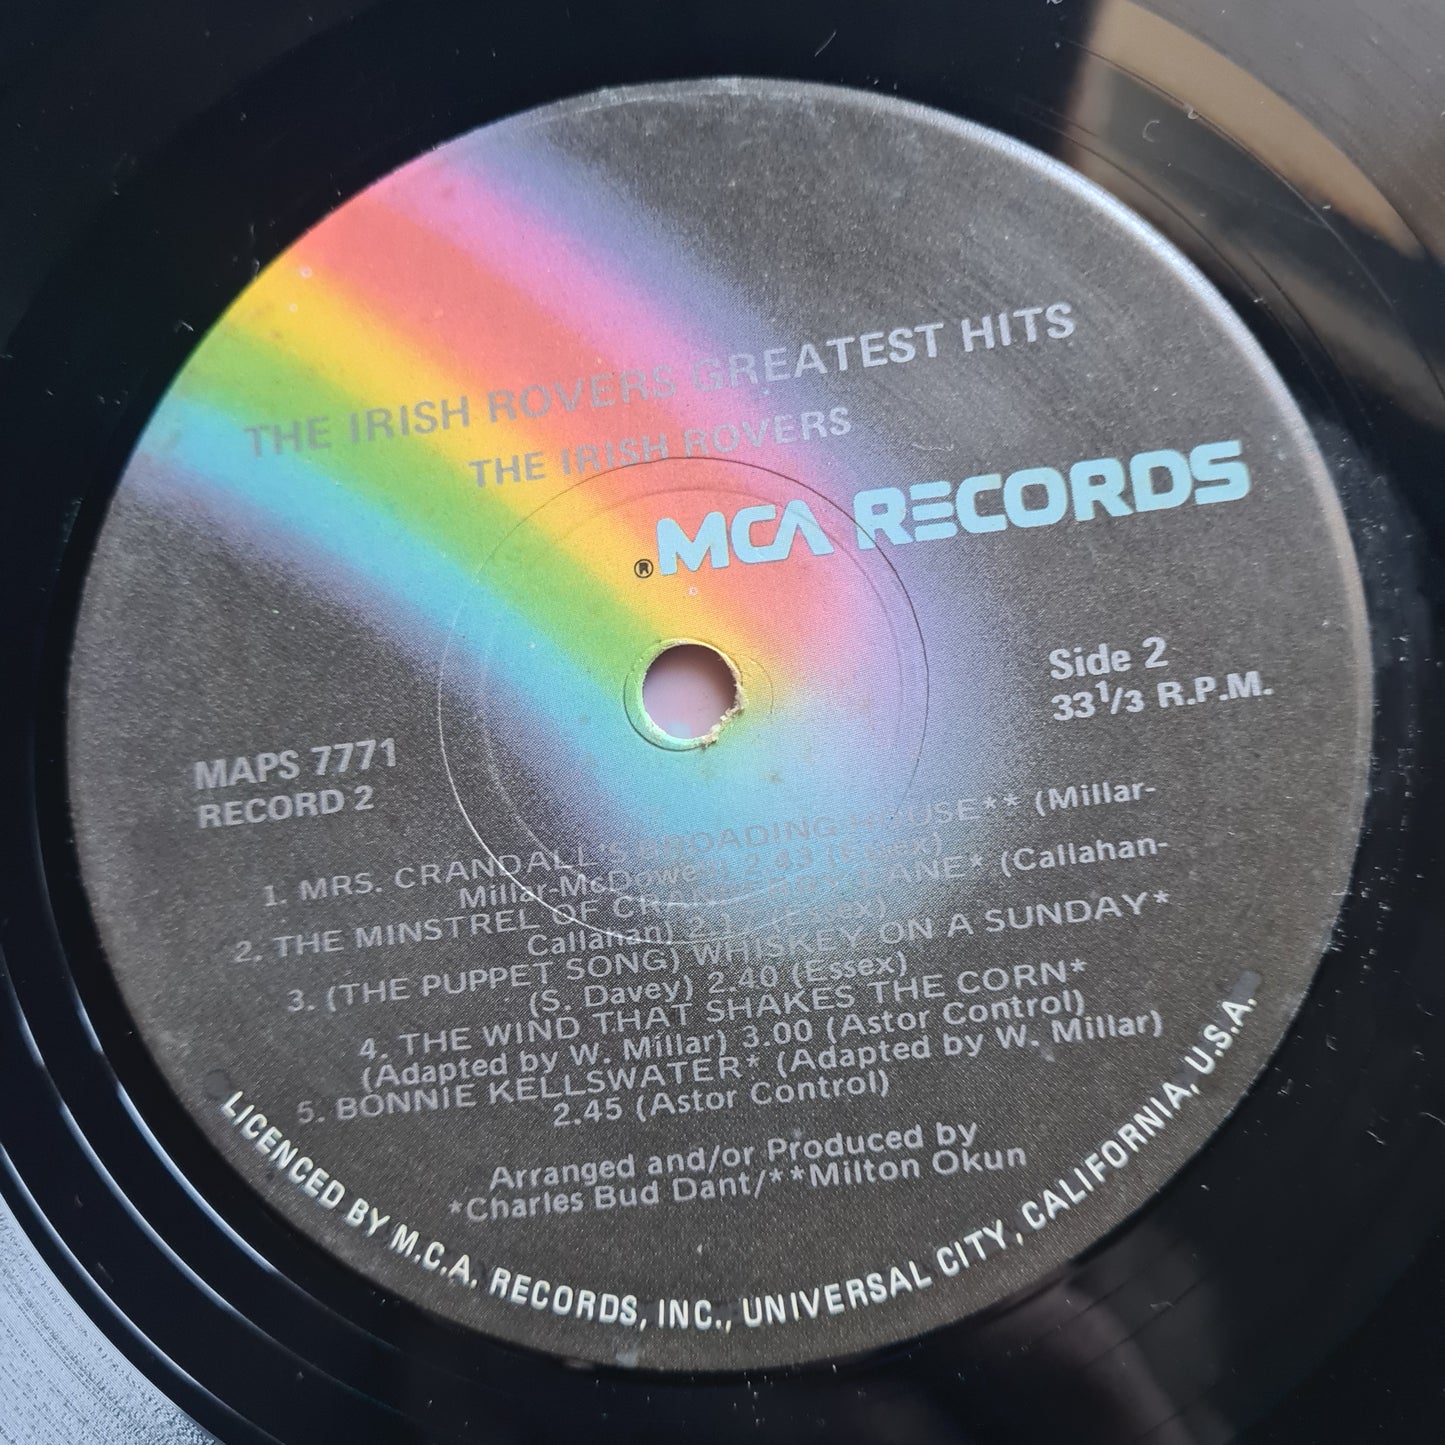 THE IRISH ROVERS GREATEST HITS
THE IRISH ROVERS
®MCA RECORDS
Side 2
33 1/3 R.P.M.
MAPS 7771
RECORD 2
1. MRS. CRANDALL'S BROADING HOUSE** (Millar-
Millar-McDowell) 2.43 (Essex)
2. THE MINSTREL OF CRANBERRY LANE* (Callahan-
Callahan) (Essex)
3. (THE PUPPET SONG) WHISKEY ON A SUNDAY*
(S. Davey) 2.40 (Essex)
4. THE WIND THAT SHAKES THE CORN*
(Adapted by W. Millar) 3.00 (Astor Control)
5. BONNIE KELLSWATER* (Adapted by W. Millar)
2.45 (Astor Control)
Arranged and/or Produced by
*Charles Bud Dant/**Milton Okun
LICENCED BY M.C.A. RECORDS, INC., UNIVERSAL CITY, CALIFORNIA, U.S.A.